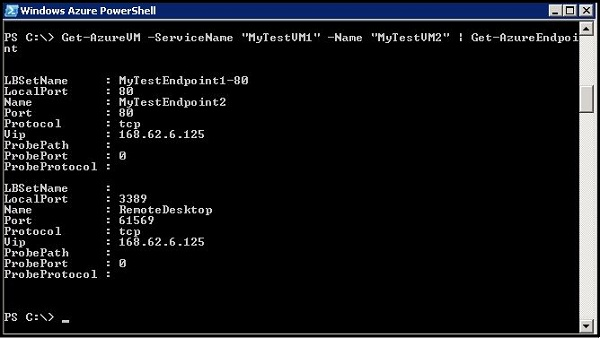 Windows Azure PowerShell
PS C:\> Get-AzureVM -ServiceName "MyTestVM1" -Name "MyTestVM2" | Get-AzureEndpoi
nt
LBSetName : MyTestEndpoint1-80
LocalPort : 80
Name : MyTestEndpoint2
Port : 80
Protocol : tcp
Vip : 168.62.6.125
ProbePath :
ProbePort : 0
ProbeProtocol :
LBSetName :
LocalPort : 3389
Name : RemoteDesktop
Port : 61569
Protocol : tcp
Vip : 168.62.6.125
ProbePath :
ProbePort : 0
ProbeProtocol :
PS C:\> _